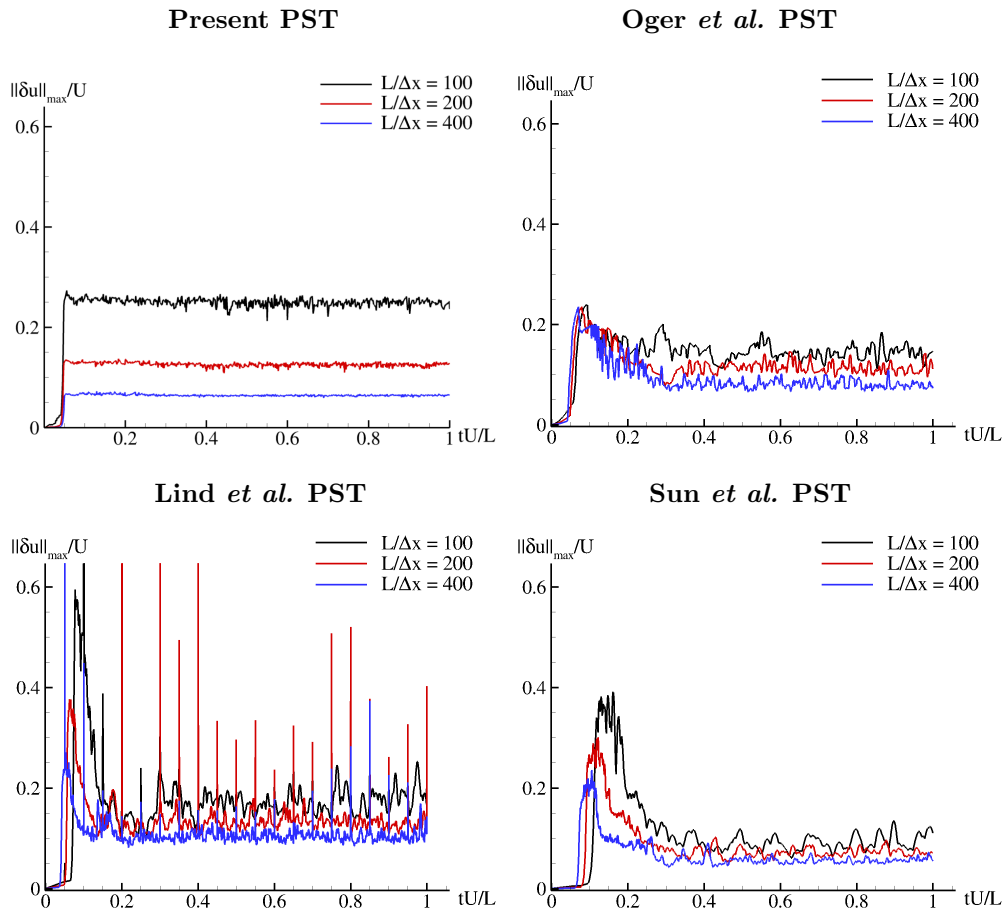 Present PST
||δu||max/U
L/Δx = 100
L/Δx = 200
L/Δx = 400
0.6
0.4
0.2
0
0.2
0.4
0.6
0.8
1
tU/L
Oger et al. PST
||δu||max/U
L/Δx = 100
L/Δx = 200
L/Δx = 400
0.6
0.4
0.2
0
0
0.2
0.4
0.6
0.8
1
tU/L
Lind et al. PST
||δu||max/U
L/Δx = 100
L/Δx = 200
L/Δx = 400
0.6
0.4
0.2
0
0
0.2
0.4
0.6
0.8
1
tU/L
Sun et al. PST
||δu||max/U
L/Δx = 100
L/Δx = 200
L/Δx = 400
0.6
0.4
0.2
0
0
0.2
0.4
0.6
0.8
1
tU/L